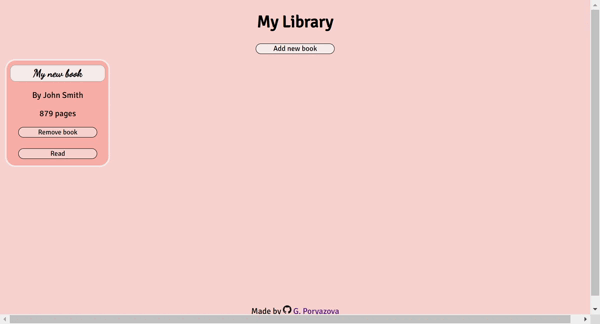 My Library
Add new book
My new book
By John Smith
879 pages
Remove book
Read
Made by G. Poryazova